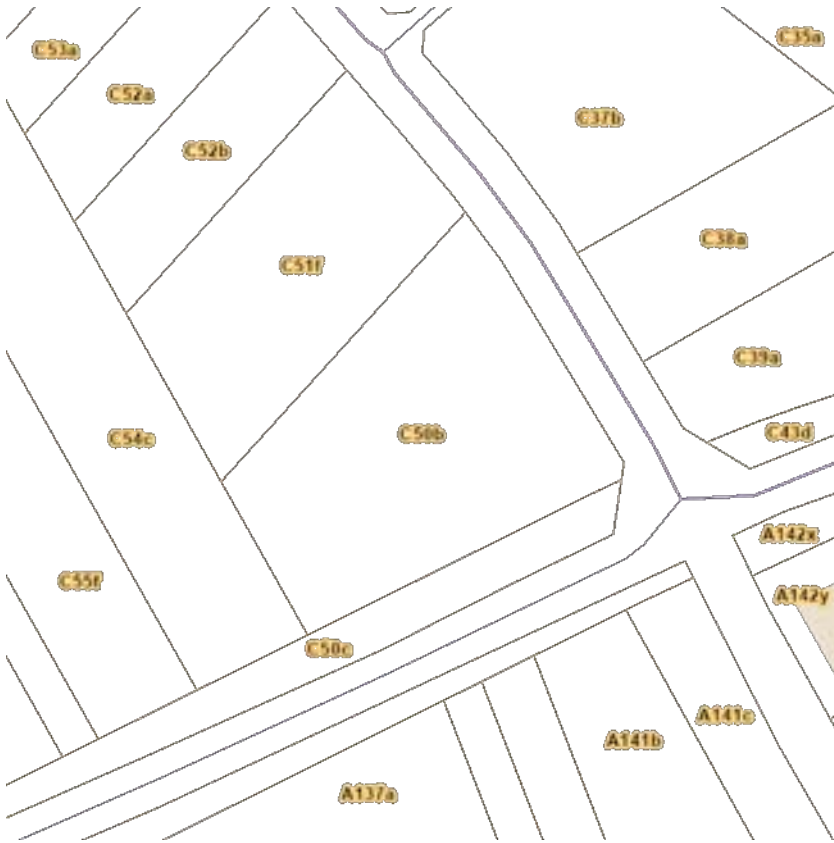 C35a
C53a
C52a
C37b
C52b
C38a
C51f
C39a
C43d
C50b
C54c
A142x
C55f
A142y
C50c
A141c
A141b
A137a